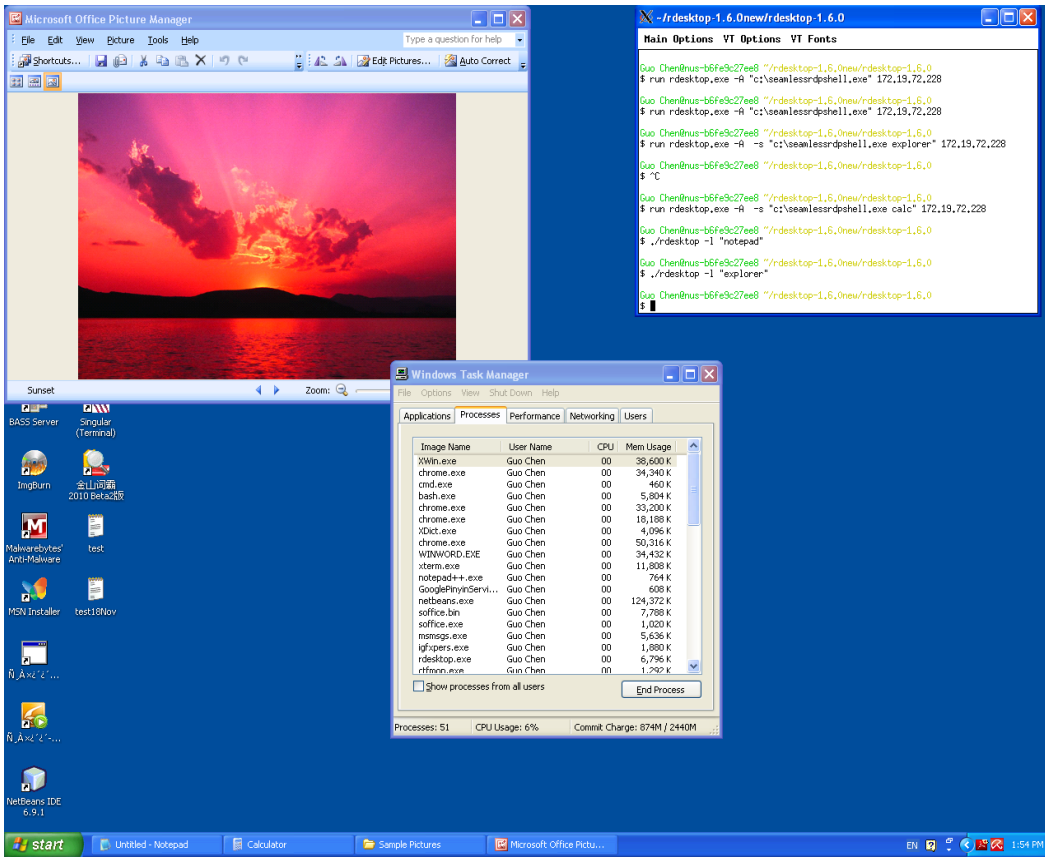 Microsoft Office Picture Manager
File Edit View Picture Tools Help
Type a question for help
Shortcuts...
Edit Pictures...
Auto Correct
Sunset
Zoom:
~/rdesktop-1.6.0new/rdesktop-1.6.0
Main Options VT Options VT Fonts
Guo Chen@nus-b6fe9c27ee8 ~/rdesktop-1.6.0new/rdesktop-1.6.0
$ run rdesktop.exe -A "c:\seamlessrdpshell.exe" 172.19.72.228
Guo Chen@nus-b6fe9c27ee8 ~/rdesktop-1.6.0new/rdesktop-1.6.0
$ run rdesktop.exe -A "c:\seamlessrdpshell.exe" 172.19.72.228
Guo Chen@nus-b6fe9c27ee8 ~/rdesktop-1.6.0new/rdesktop-1.6.0
$ run rdesktop.exe -A  -s "c:\seamlessrdpshell.exe explorer" 172.19.72.228
Guo Chen@nus-b6fe9c27ee8 ~/rdesktop-1.6.0new/rdesktop-1.6.0
$ ^C
Guo Chen@nus-b6fe9c27ee8 ~/rdesktop-1.6.0new/rdesktop-1.6.0
$ run rdesktop.exe -A  -s "c:\seamlessrdpshell.exe calc" 172.19.72.228
Guo Chen@nus-b6fe9c27ee8 ~/rdesktop-1.6.0new/rdesktop-1.6.0
$ ./rdesktop -l "notepad"
Guo Chen@nus-b6fe9c27ee8 ~/rdesktop-1.6.0new/rdesktop-1.6.0
$ ./rdesktop -l "explorer"
Guo Chen@nus-b6fe9c27ee8 ~/rdesktop-1.6.0new/rdesktop-1.6.0
$
BASS Server
Singular
(Terminal)
ImgBurn
金山词霸
2010 Beta2版
Malwarebytes'
Anti-Malware
test
MSN Installer
test18Nov
NetBeans IDE
6.9.1
Windows Task Manager
File Options View Shut Down Help
Applications Processes Performance Networking Users
Image Name User Name CPU Mem Usage
XWin.exe Guo Chen 00 38,600 K
chrome.exe Guo Chen 00 34,340 K
cmd.exe Guo Chen 00 460 K
bash.exe Guo Chen 00 5,804 K
chrome.exe Guo Chen 00 33,200 K
chrome.exe Guo Chen 00 18,188 K
XDict.exe Guo Chen 00 4,096 K
chrome.exe Guo Chen 00 50,316 K
WINWORD.EXE Guo Chen 00 34,432 K
xterm.exe Guo Chen 00 11,808 K
notepad++.exe Guo Chen 00 764 K
GooglePinyinServi... Guo Chen 00 608 K
netbeans.exe Guo Chen 00 124,372 K
soffice.bin Guo Chen 00 7,788 K
soffice.exe Guo Chen 00 1,020 K
msmsgs.exe Guo Chen 00 5,636 K
igfxpers.exe Guo Chen 00 1,880 K
rdesktop.exe Guo Chen 00 6,796 K
ctfmon.exe Guo Chen 00 1,292 K
Show processes from all users
End Process
Processes: 51 CPU Usage: 6% Commit Charge: 874M / 2440M
start
Untitled - Notepad
Calculator
Sample Pictures
Microsoft Office Pictu...
EN
1:54 PM